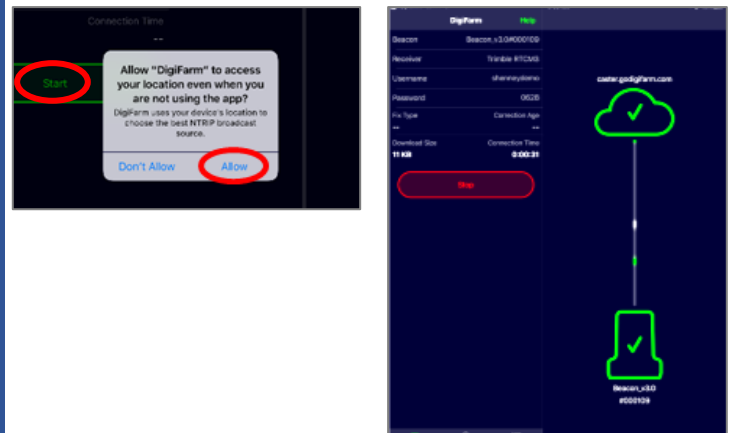 Connection Time
--
Start
Allow "DigiFarm" to access
your location even when you
are not using the app?
DigiFarm uses your device's location to
choose the best NTRIP broadcast
source.
Don't Allow
Allow
DigiFarm Help
Beacon Beacon_v3.0#000109
Receiver Trimble RTCM3
Username
Password 0628
Fix Type Correction Age
-- --
Download Size Connection Time
11 KB 0:00:31
Stop
caster.godigifarm.com
Beacon_v3.0
#000109